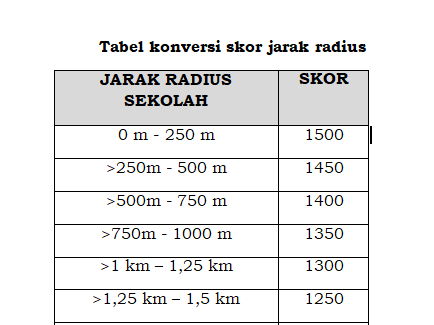 Tabel konversi skor jarak radius
JARAK RADIUS SEKOLAH SKOR
0 m - 250 m 1500
>250m - 500 m 1450
>500m - 750 m 1400
>750m - 1000 m 1350
>1 km – 1,25 km 1300
>1,25 km – 1,5 km 1250